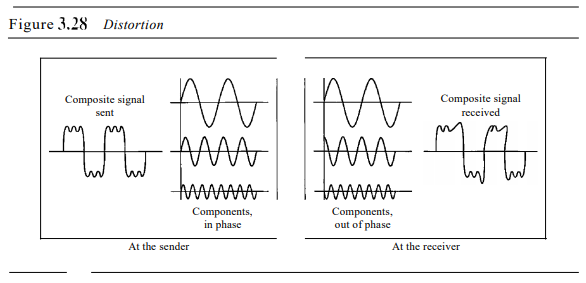 Figure 3.28 Distortion
Composite signal
sent
Components,
in phase
At the sender
Components,
out of phase
Composite signal
received
At the receiver